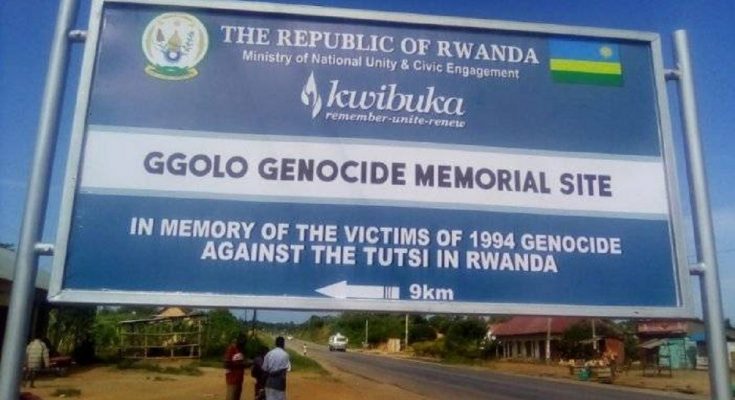 THE REPUBLIC OF RWANDA
Ministry of National Unity & Civic Engagement
kwibuka
remember-unite-renew
GGOLO GENOCIDE MEMORIAL SITE
IN MEMORY OF THE VICTIMS OF 1994 GENOCIDE
AGAINST THE TUTSI IN RWANDA
9km